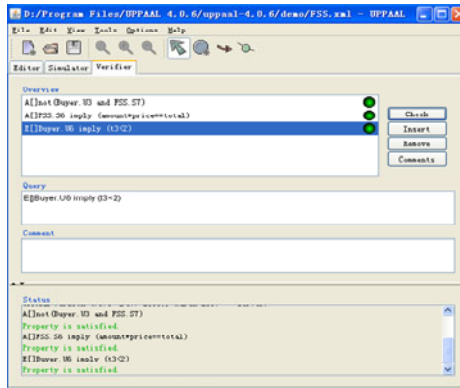 D:/Program Files/UPPAAL 4.0.6/uppaal-4.0.6/demo/FSS.xml - UPPAAL
File Edit View Tools Options Help
Editor Simulator Verifier
Overview
A[]not(Buyer.U3 and FSS.S7)
A[]FSS.S6 imply (amount*price==total)
E[]Buyer.U6 imply (t3<2)
Check
Insert
Remove
Comments
Query
E[]Buyer.U6 imply (t3<2)
Comment
Status
A[]not(Buyer.U3 and FSS.S7)
Property is satisfied.
A[]FSS.S6 imply (amount*price==total)
Property is satisfied.
E[]Buyer.U6 imply (t3<2)
Property is satisfied.